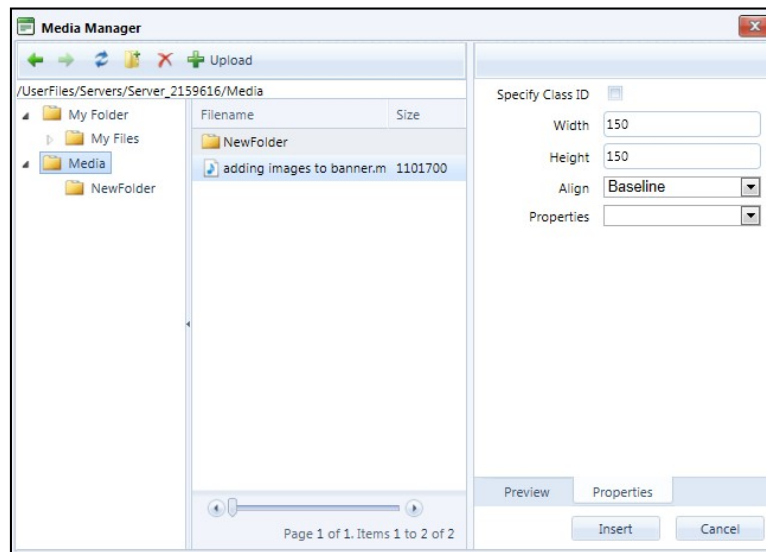 Media Manager
Upload
/UserFiles/Servers/Server_2159616/Media
My Folder
My Files
Media
NewFolder
Filename Size
NewFolder
adding images to banner.m 1101700
Page 1 of 1. Items 1 to 2 of 2
Specify Class ID
Width 150
Height 150
Align Baseline
Properties
Preview Properties
Insert Cancel